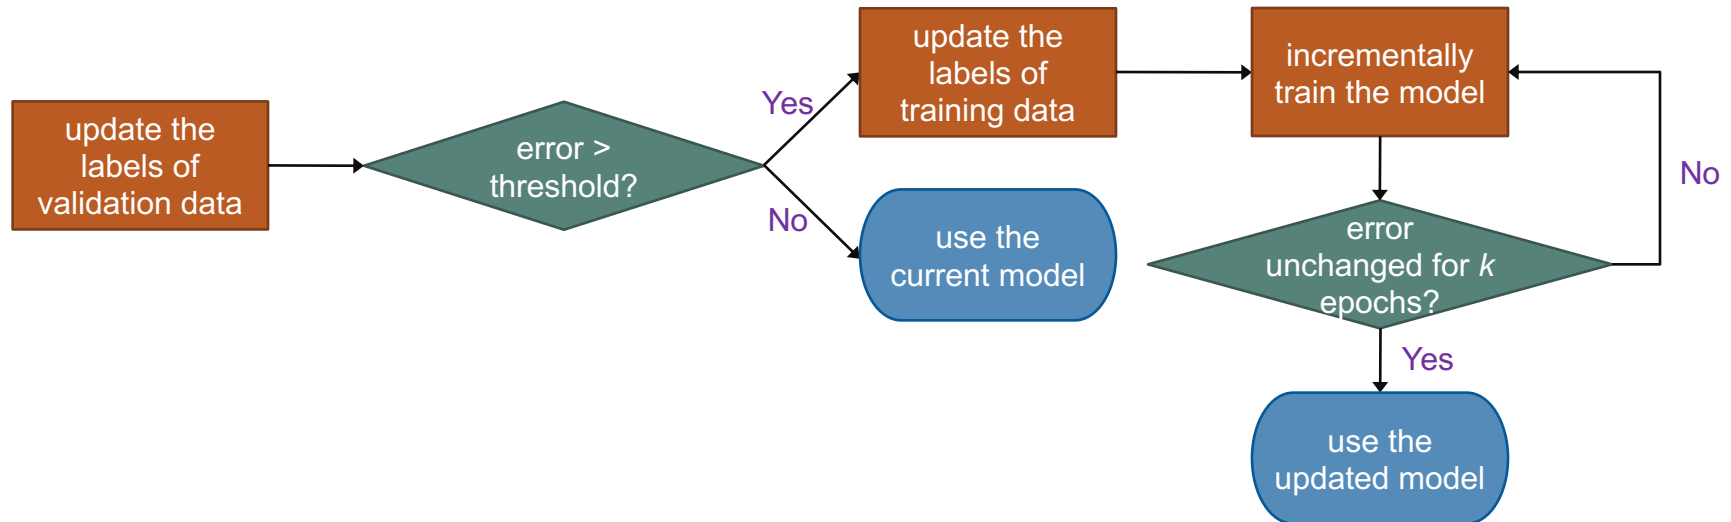 update the
labels of
validation data
error >
threshold?
Yes
No
update the
labels of
training data
use the
current model
incrementally
train the model
error
unchanged for k
epochs?
No
Yes
use the
updated model